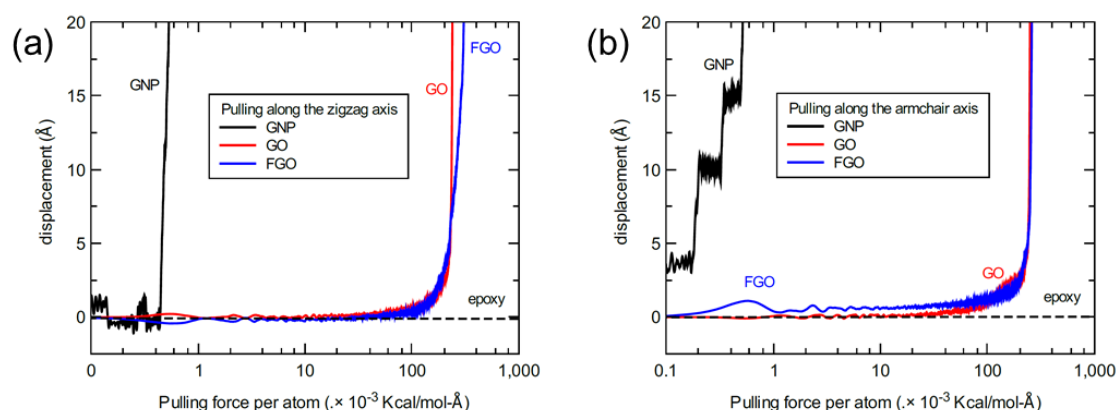 (a)
20
15
10
5
0
displacement (Å)
GNP
FGO
GO
Pulling along the zigzag axis
GNP
GO
FGO
epoxy
0
1
10
100
1,000
Pulling force per atom (.× 10⁻³ Kcal/mol-Å)
(b)
20
15
10
5
0
displacement (Å)
GNP
Pulling along the armchair axis
GNP
GO
FGO
FGO
GO
epoxy
0.1
1
10
100
1,000
Pulling force per atom (.× 10⁻³ Kcal/mol-Å)